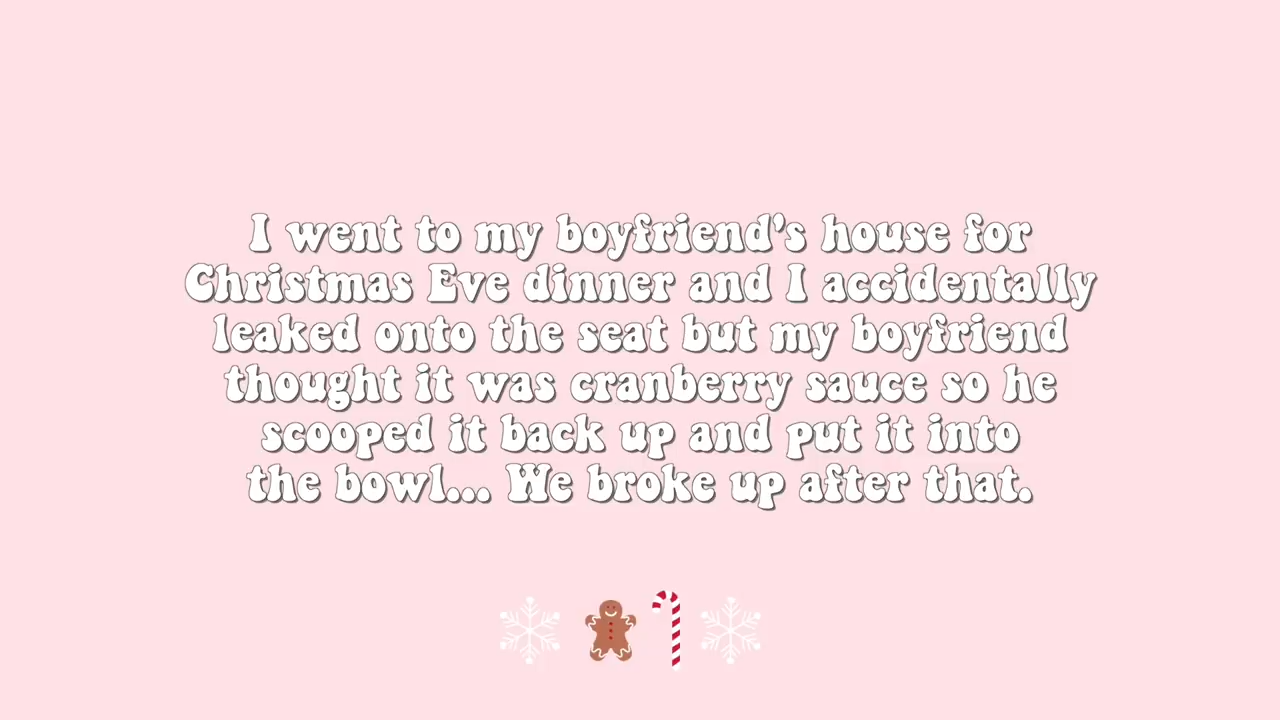 I went to my boyfriend's house for
Christmas Eve dinner and I accidentally
leaked onto the seat but my boyfriend
thought it was cranberry sauce so he
scooped it back up and put it into
the bowl... We broke up after that.